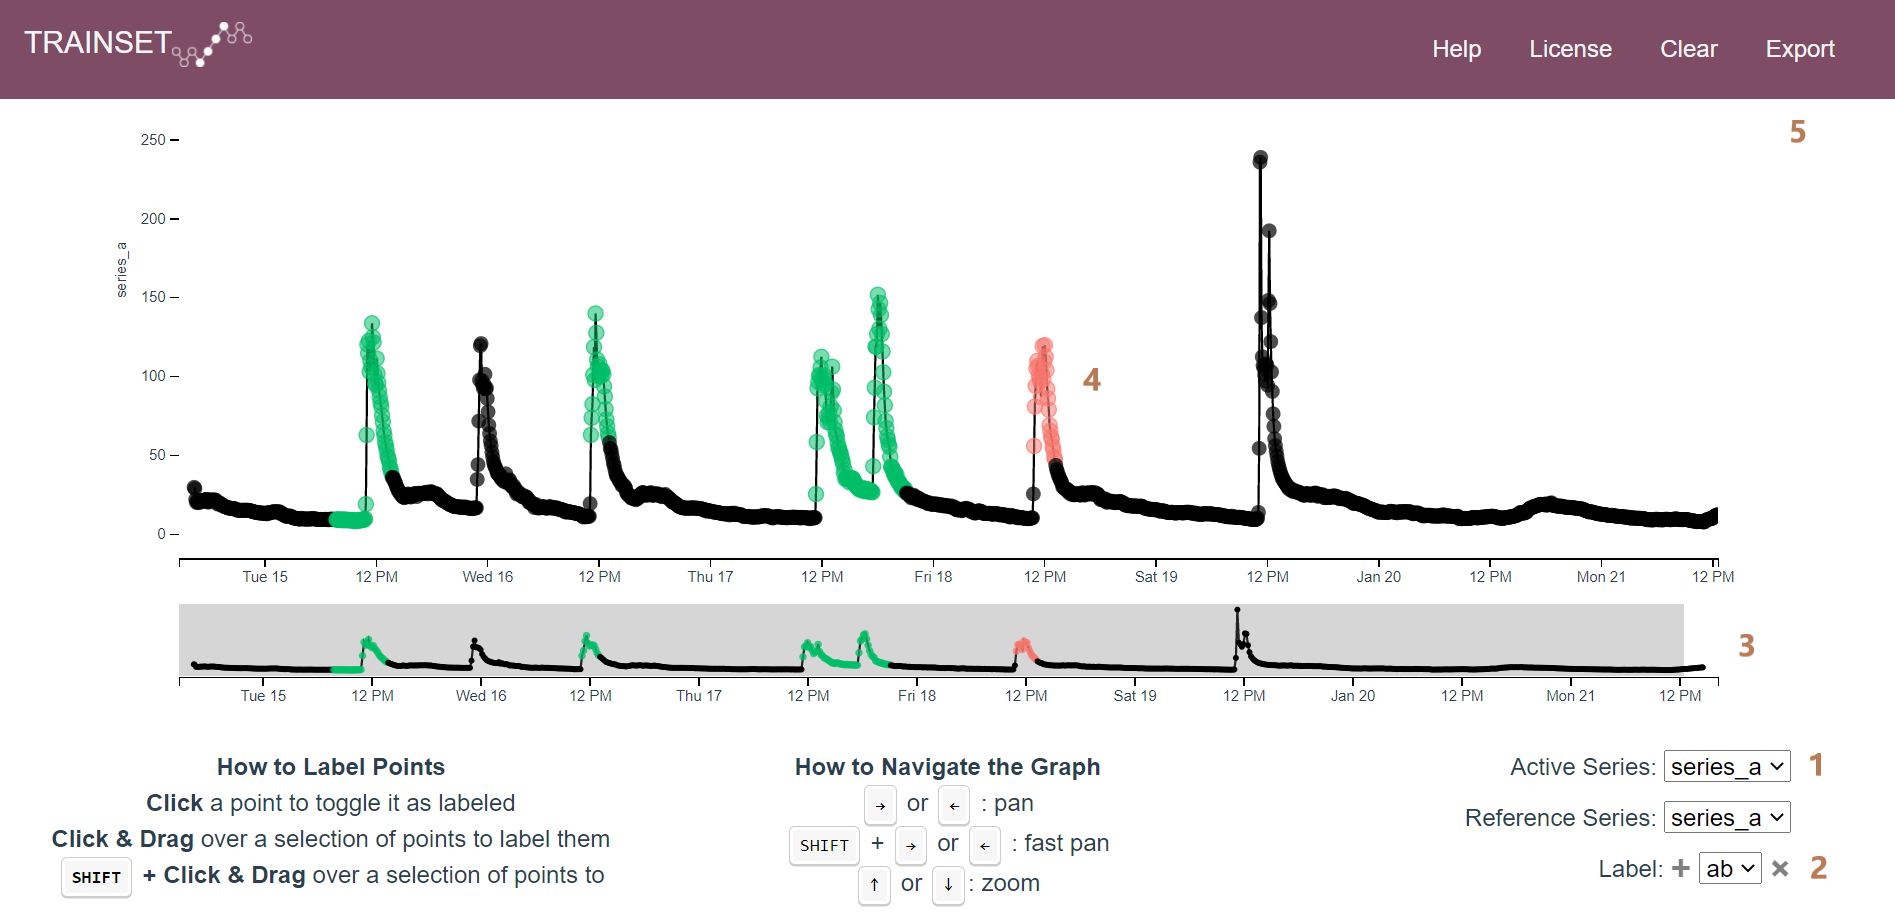 TRAINSET
Help License Clear Export
5
250
200
150
100
50
0
series_a
4
Tue 15 12 PM Wed 16 12 PM Thu 17 12 PM Fri 18 12 PM Sat 19 12 PM Jan 20 12 PM Mon 21 12 PM
3
Tue 15 12 PM Wed 16 12 PM Thu 17 12 PM Fri 18 12 PM Sat 19 12 PM Jan 20 12 PM Mon 21 12 PM
How to Label Points
Click a point to toggle it as labeled
Click & Drag over a selection of points to label them
SHIFT + Click & Drag over a selection of points to
How to Navigate the Graph
→ or ← : pan
SHIFT + → or ← : fast pan
↑ or ↓ : zoom
Active Series: series_a 1
Reference Series: series_a
Label: + ab × 2